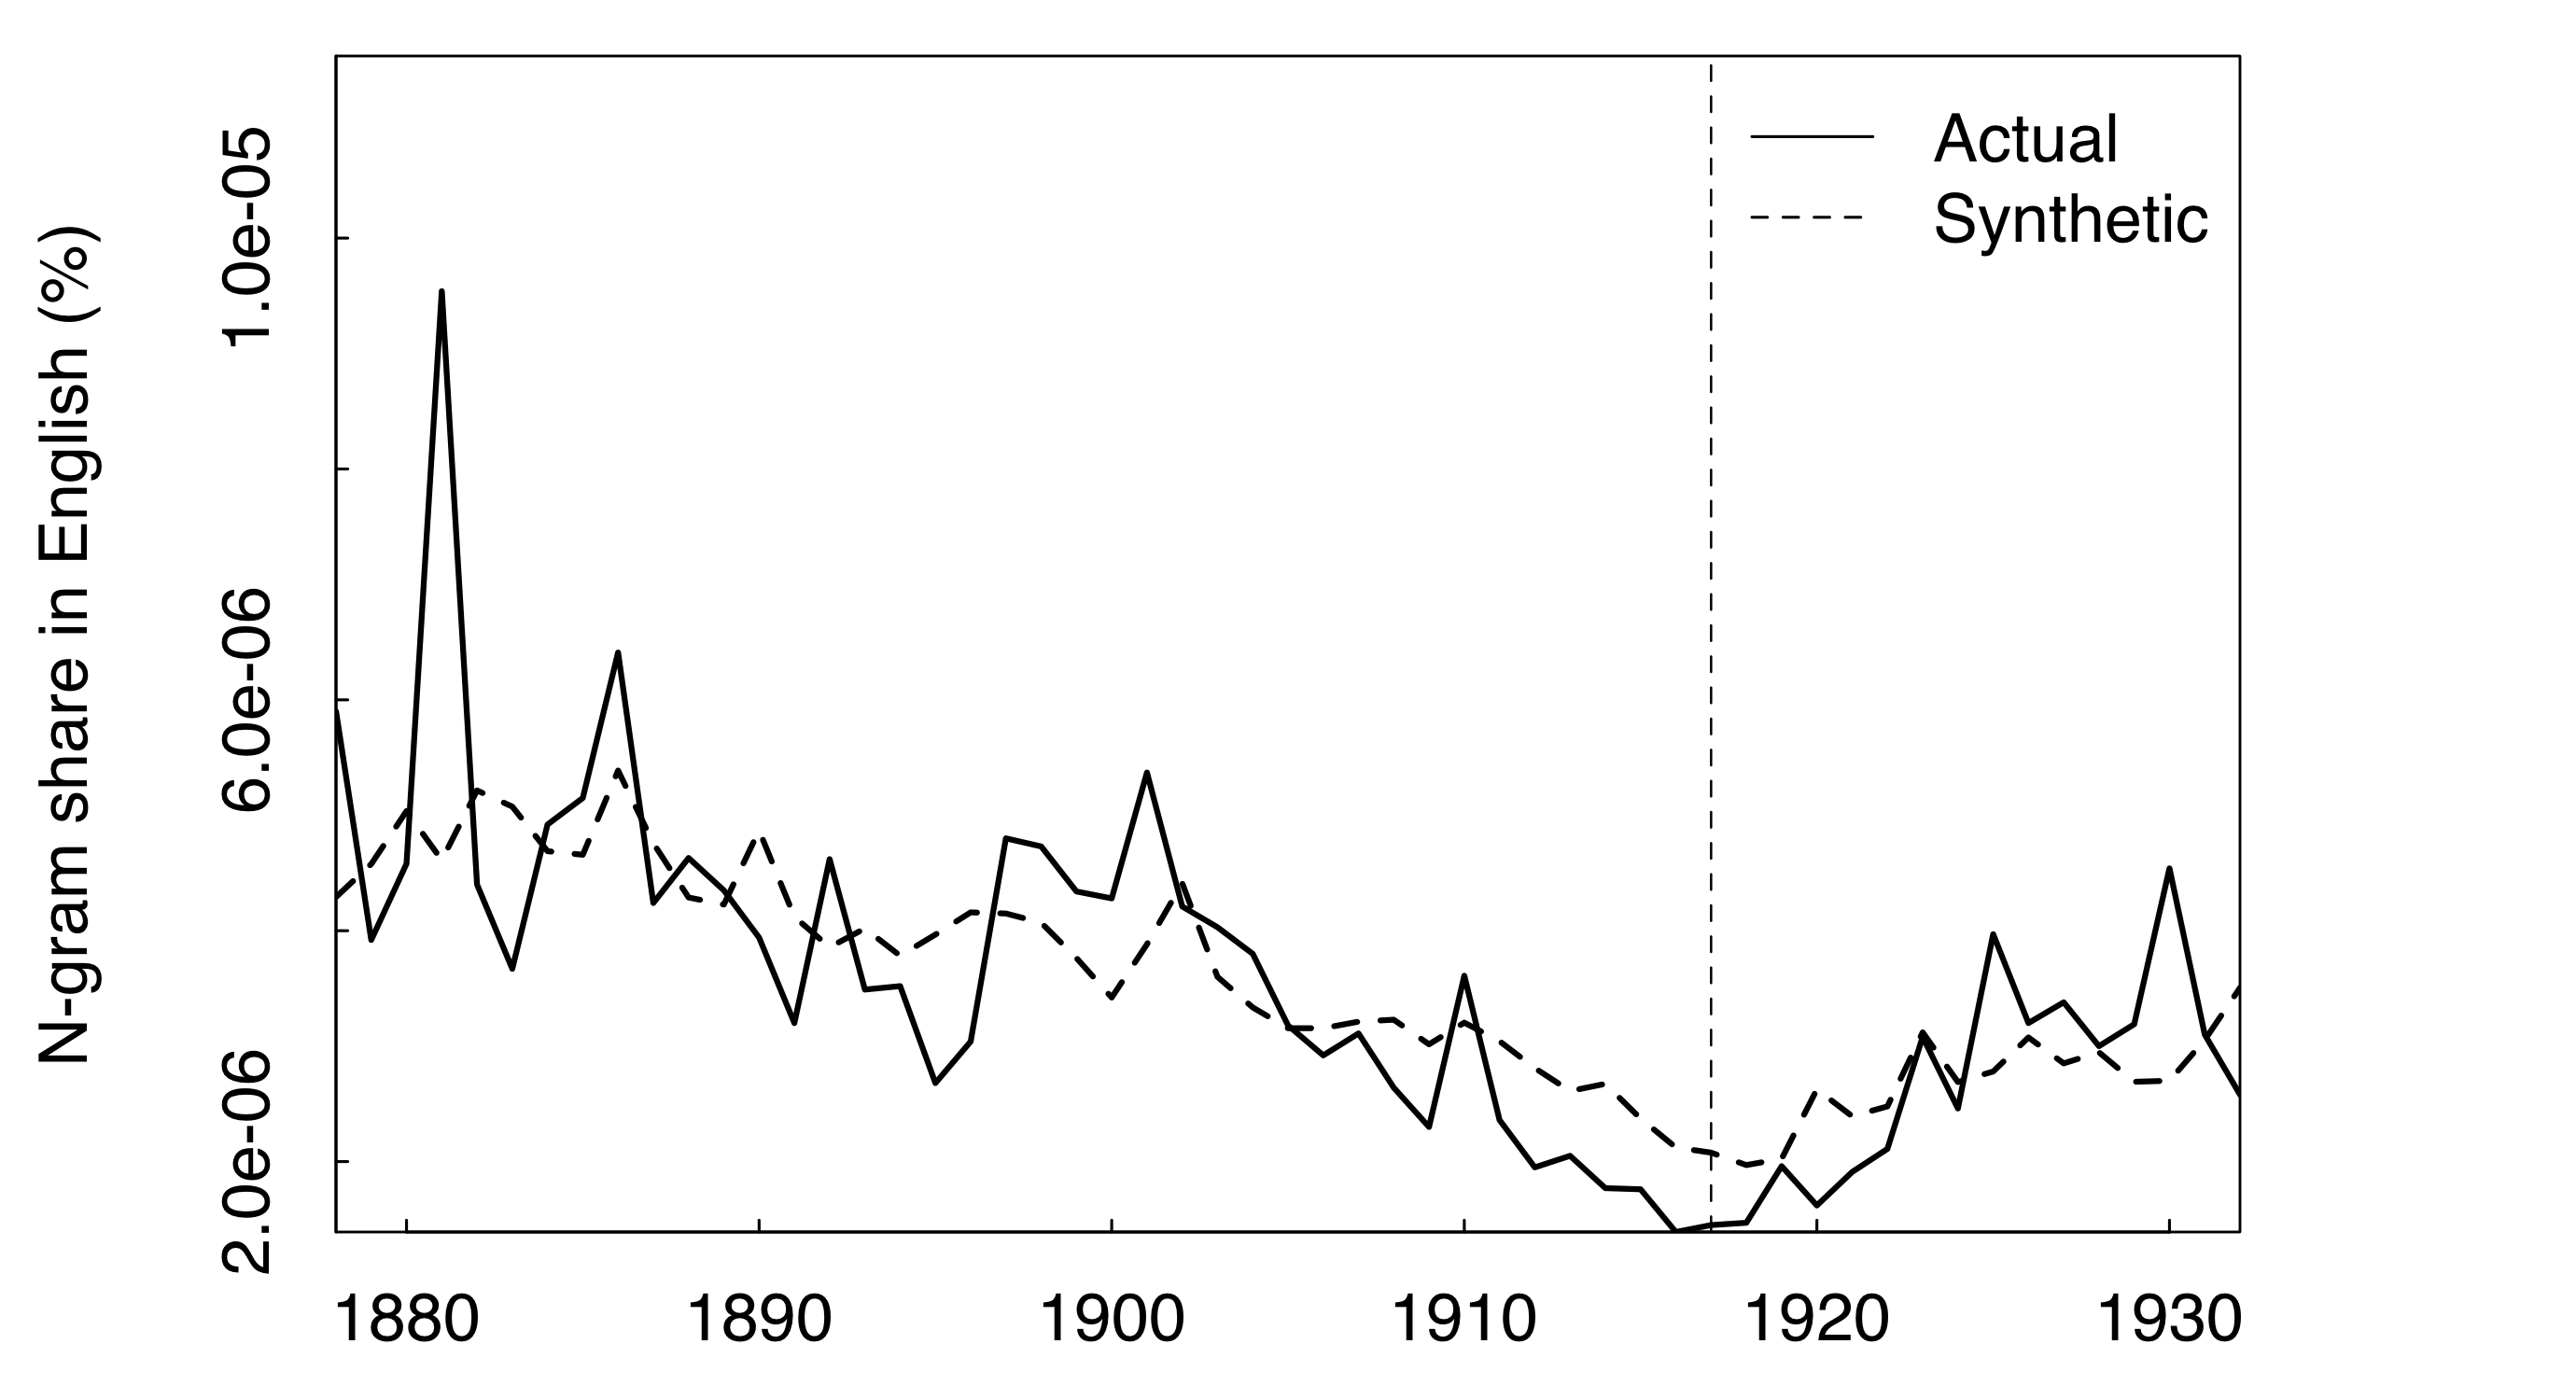 N-gram share in English (%)
1.0e-05
6.0e-06
2.0e-06
Actual
Synthetic
1880 1890 1900 1910 1920 1930